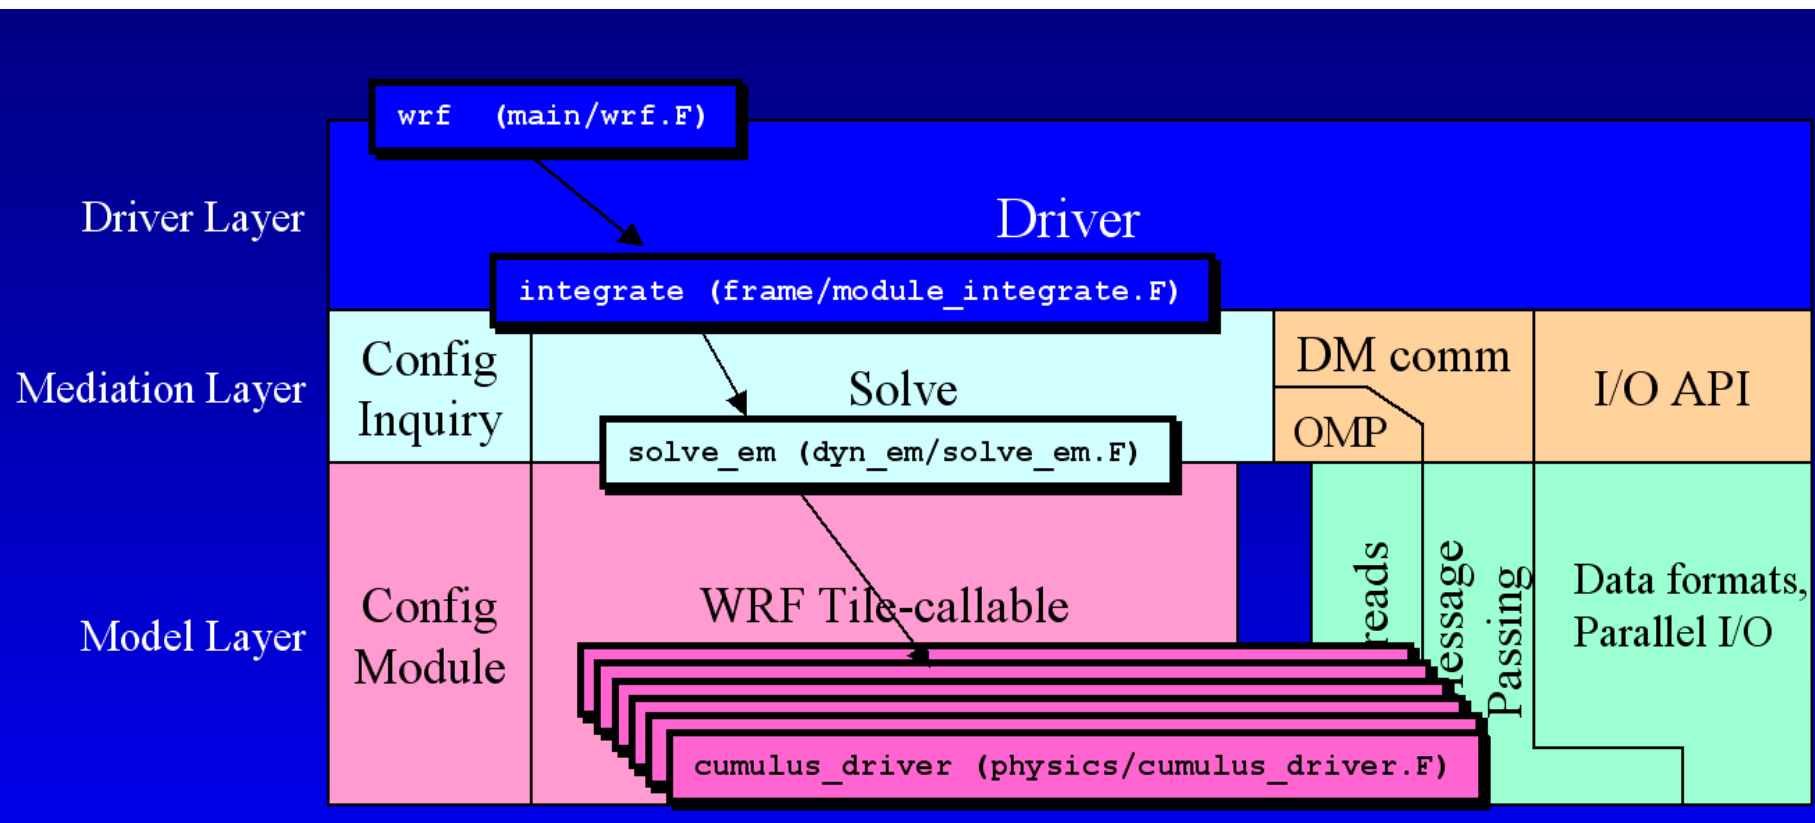 wrf (main/wrf.F)
Driver Layer
Driver
integrate (frame/module_integrate.F)
Mediation Layer
Config
Inquiry
Solve
DM comm
OMP
I/O API
solve_em (dyn_em/solve_em.F)
Model Layer
Config
Module
WRF Tile-callable
Passing
Data formats,
Parallel I/O
cumulus_driver (physics/cumulus_driver.F)